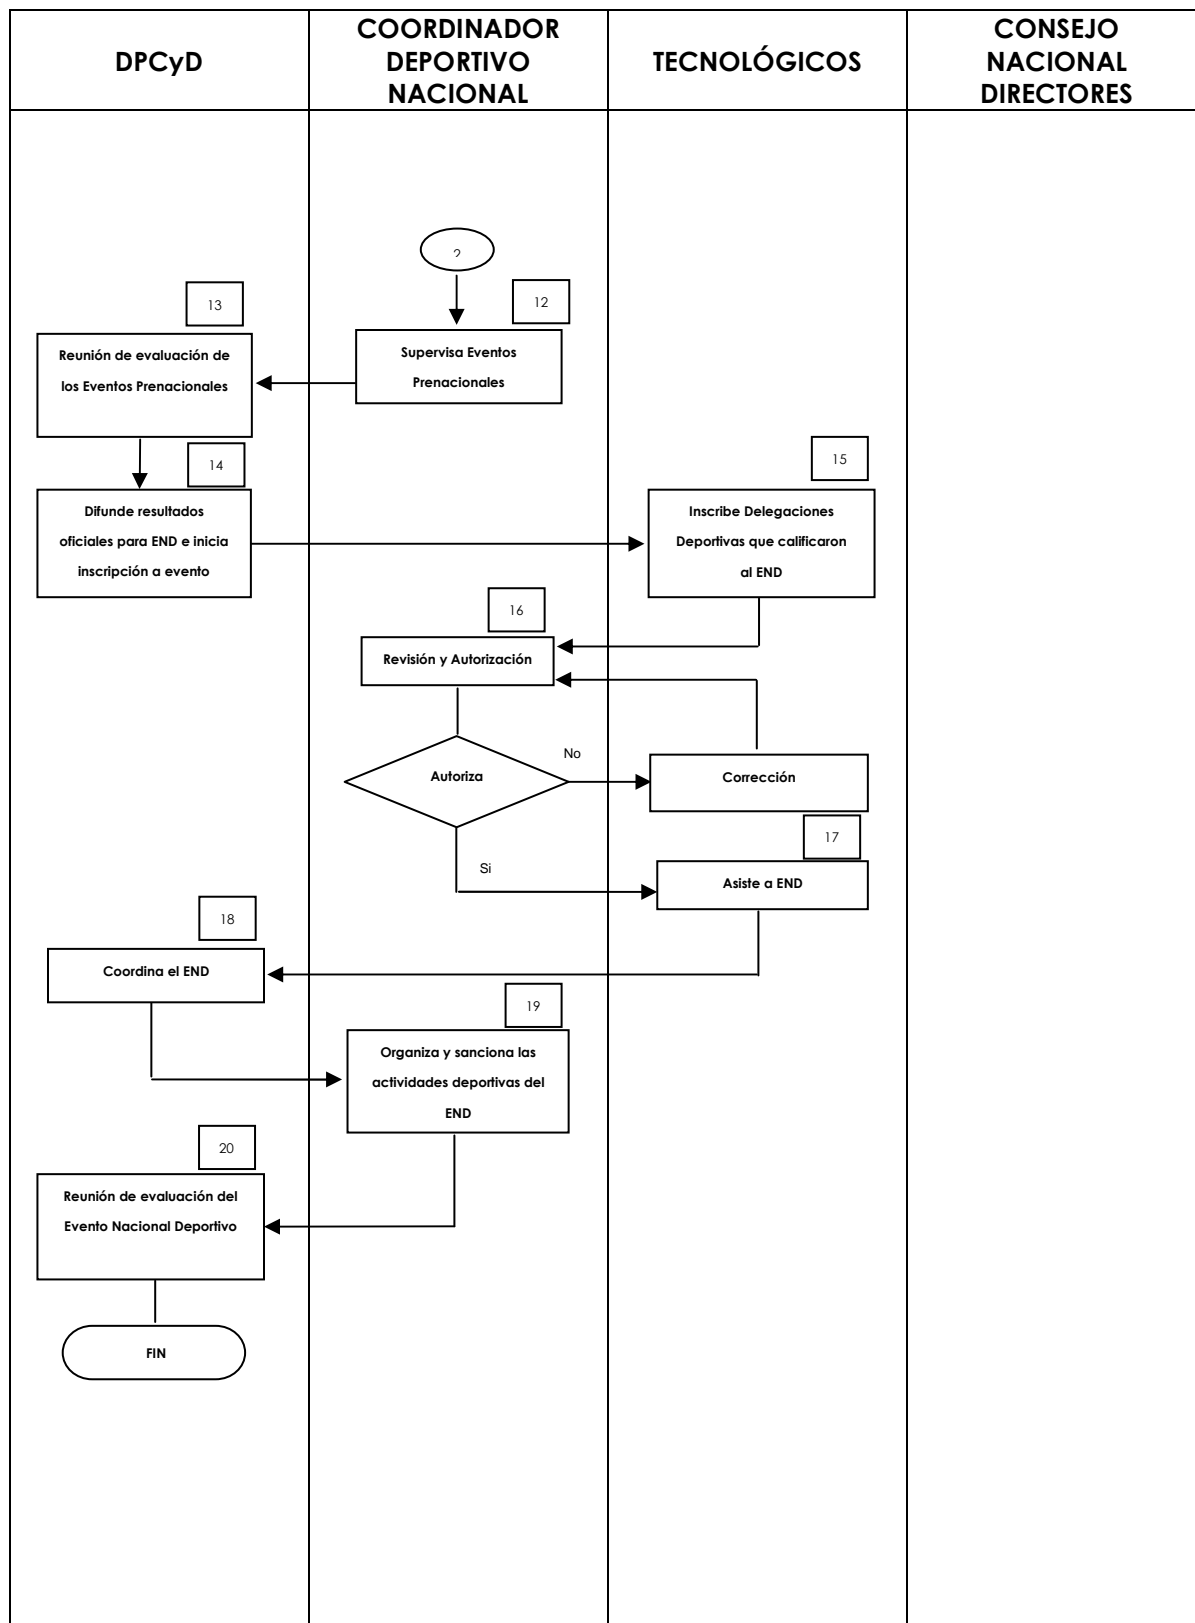 DPCyD
COORDINADOR
DEPORTIVO
NACIONAL
TECNOLÓGICOS
CONSEJO
NACIONAL
DIRECTORES
12
Supervisa Eventos
Prenacionales
13
Reunión de evaluación de
los Eventos Prenacionales
14
Difunde resultados
oficiales para END e inicia
inscripción a evento
15
Inscribe Delegaciones
Deportivas que calificaron
al END
16
Revisión y Autorización
Autoriza
No
Corrección
Si
17
Asiste a END
18
Coordina el END
19
Organiza y sanciona las
actividades deportivas del
END
20
Reunión de evaluación del
Evento Nacional Deportivo
FIN